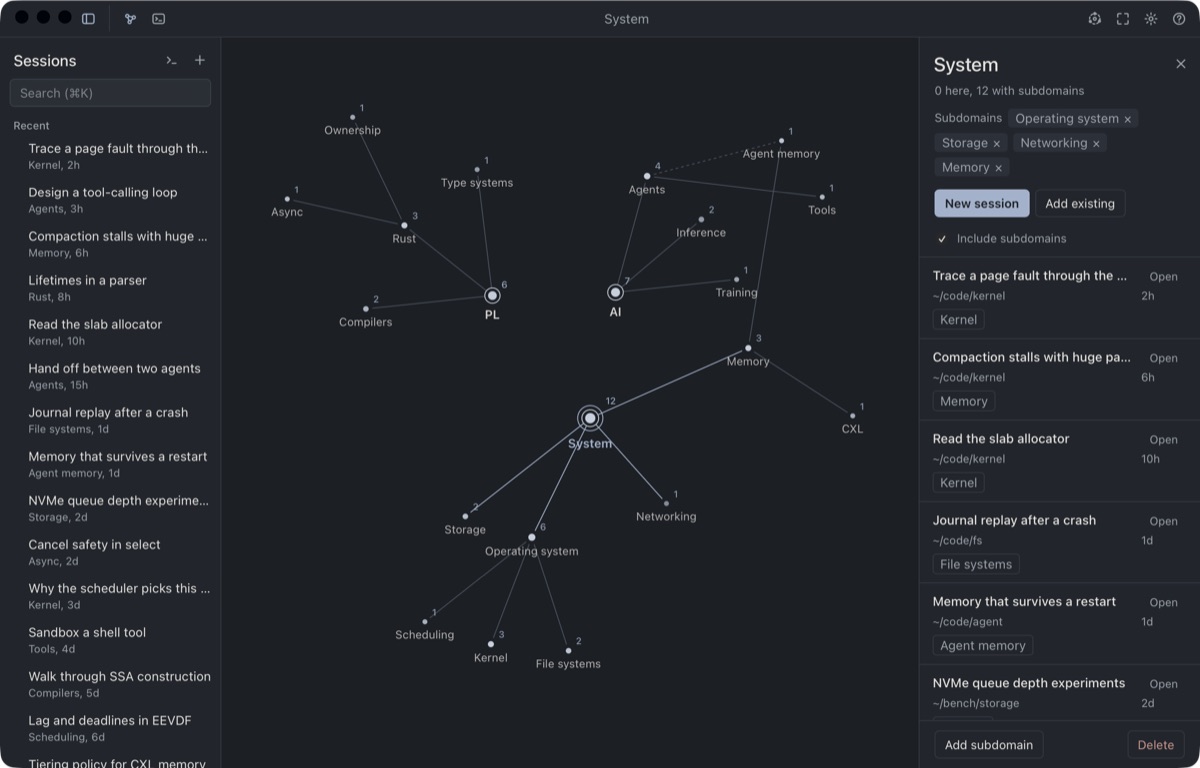 System
Sessions
Search (⌘K)
Recent
Trace a page fault through th...
Kernel, 2h
Design a tool-calling loop
Agents, 3h
Compaction stalls with huge ...
Memory, 6h
Lifetimes in a parser
Rust, 8h
Read the slab allocator
Kernel, 10h
Hand off between two agents
Agents, 15h
Journal replay after a crash
File systems, 1d
Memory that survives a restart
Agent memory, 1d
NVMe queue depth experime...
Storage, 2d
Cancel safety in select
Async, 2d
Why the scheduler picks this ...
Kernel, 3d
Sandbox a shell tool
Tools, 4d
Walk through SSA construction
Compilers, 5d
Lag and deadlines in EEVDF
Scheduling, 6d
Tiering policy for CXL memory
1
Ownership
1
Type systems
1
Async
3
Rust
2
Compilers
6
PL
1
Agent memory
4
Agents
1
Tools
2
Inference
1
Training
7
AI
3
Memory
1
CXL
12
System
2
Storage
1
Networking
6
Operating system
1
Scheduling
3
Kernel
2
File systems
System
0 here, 12 with subdomains
Subdomains Operating system ×
Storage × Networking ×
Memory ×
New session Add existing
✓ Include subdomains
Trace a page fault through the ... Open
~/code/kernel 2h
Kernel
Compaction stalls with huge pa... Open
~/code/kernel 6h
Memory
Read the slab allocator Open
~/code/kernel 10h
Kernel
Journal replay after a crash Open
~/code/fs 1d
File systems
Memory that survives a restart Open
~/code/agent 1d
Agent memory
NVMe queue depth experiments Open
~/bench/storage 2d
Add subdomain Delete